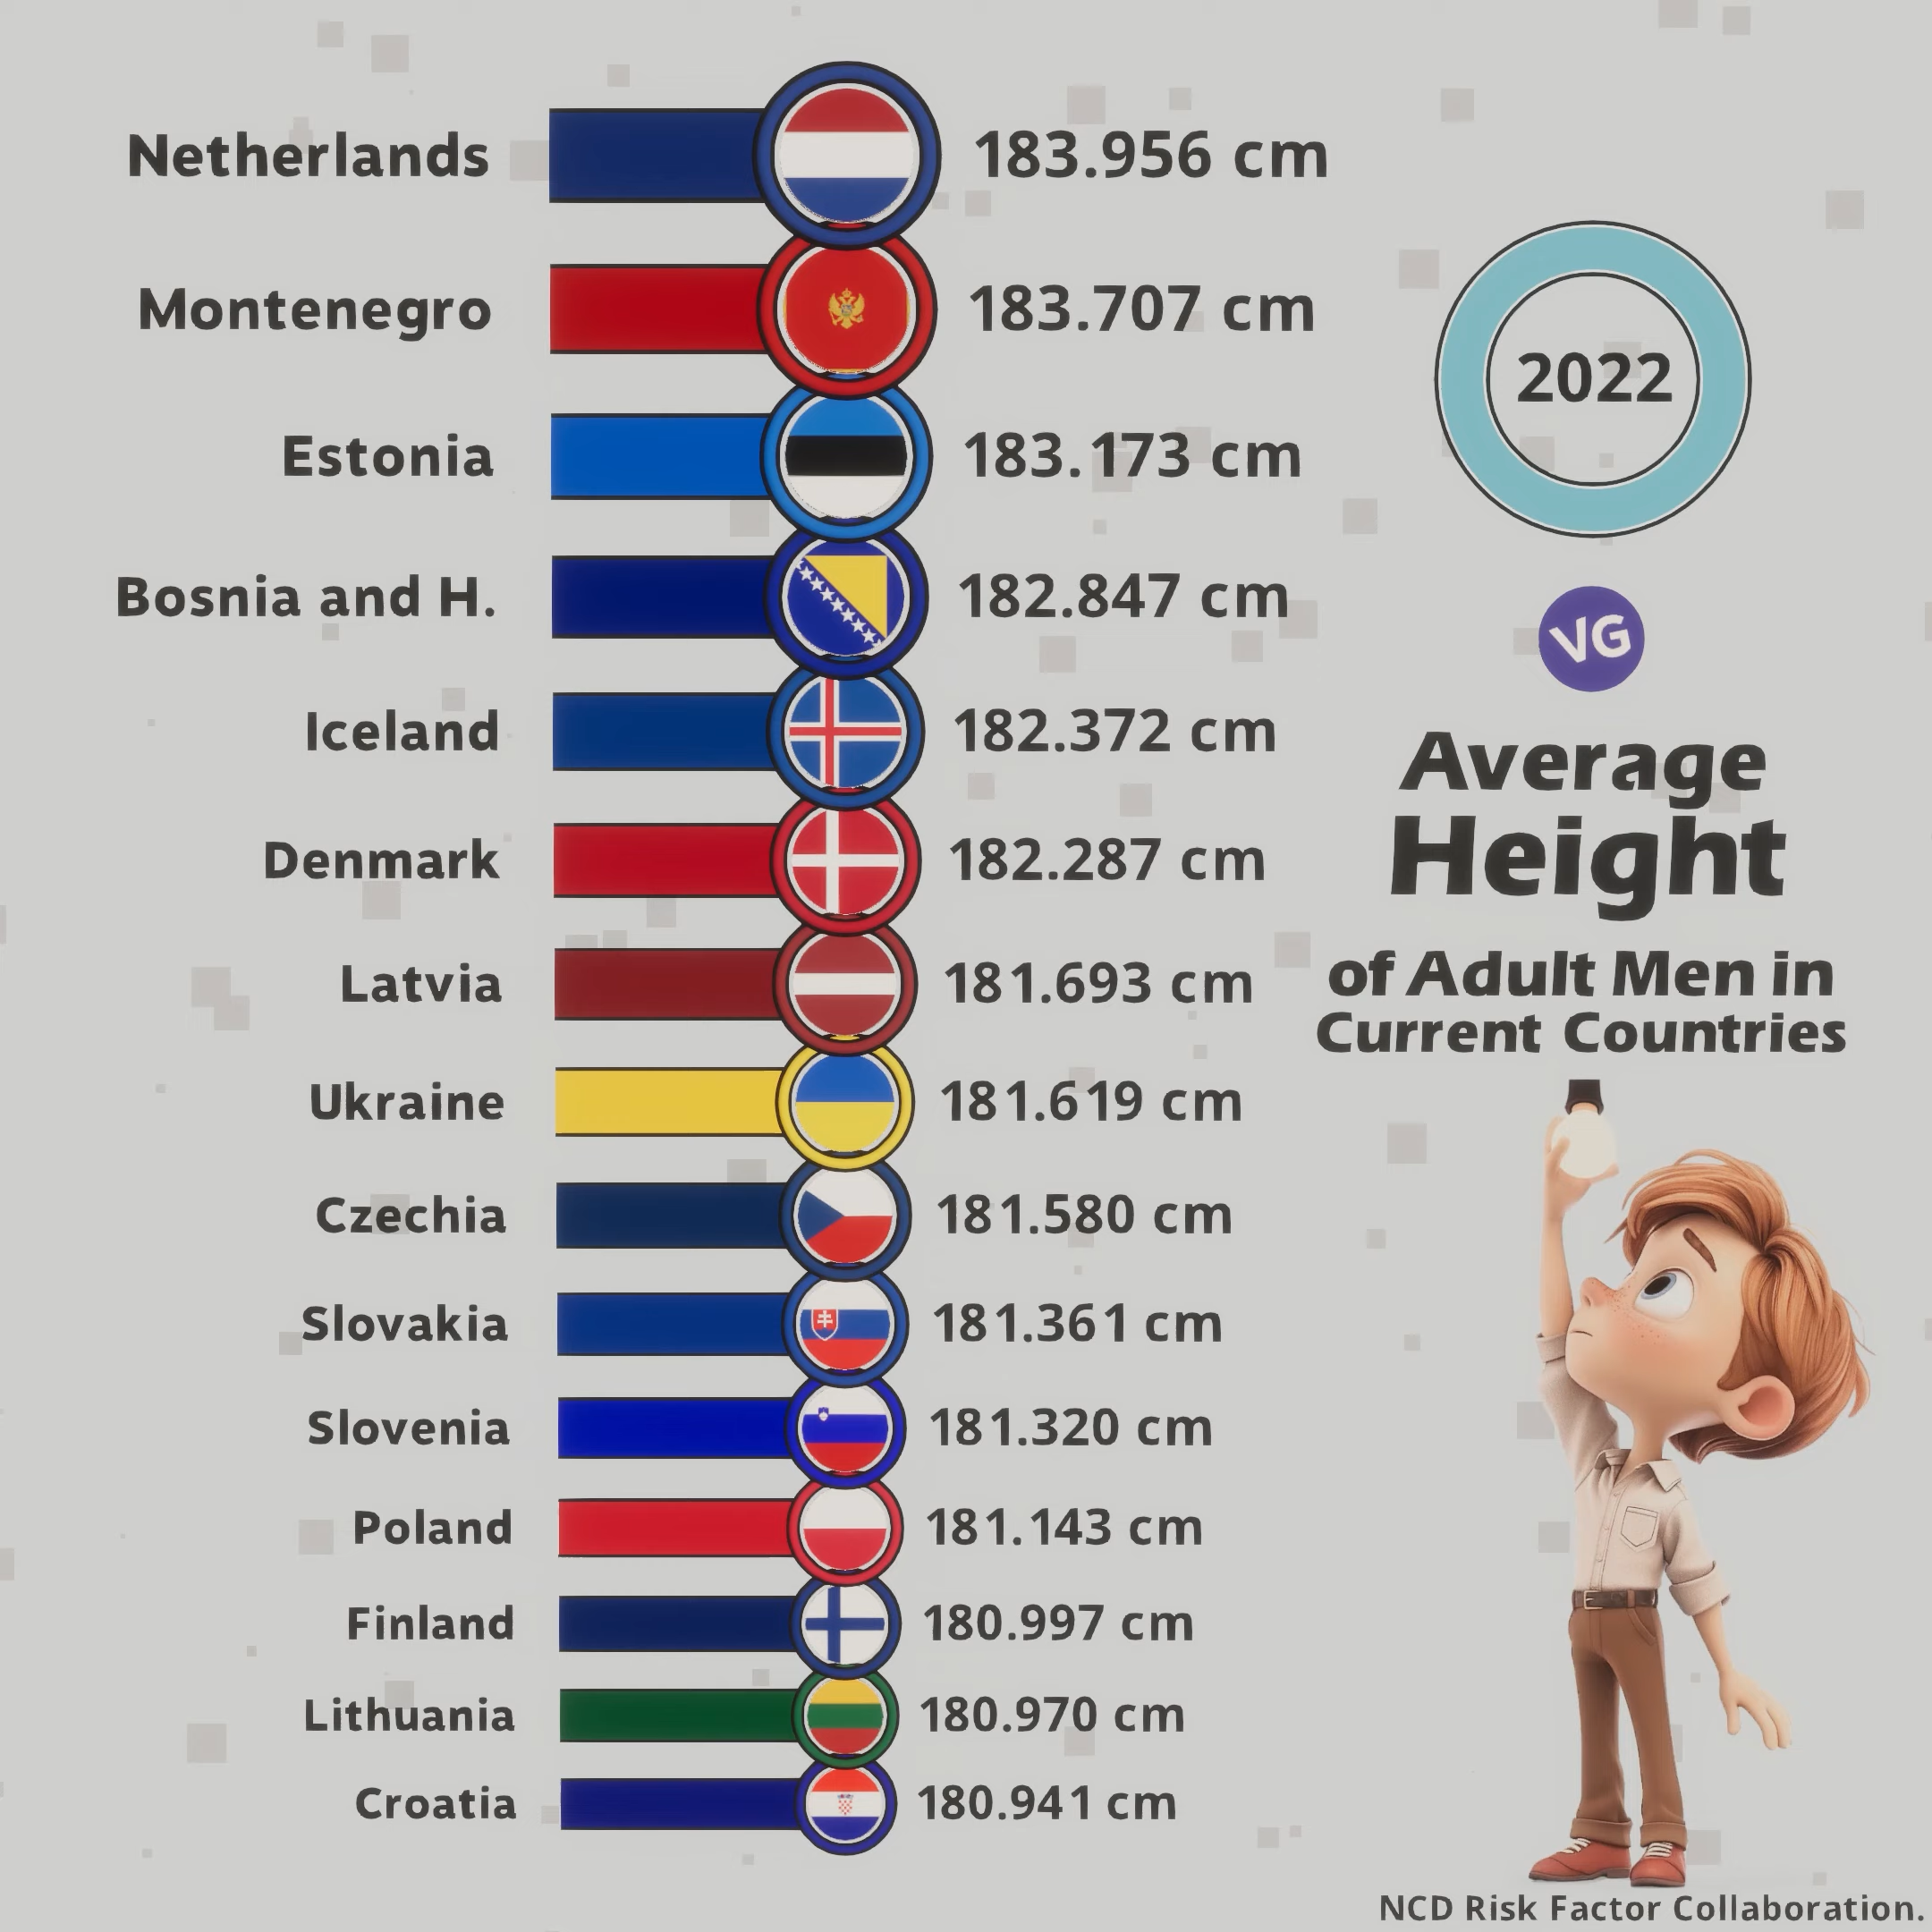 Netherlands 183.956 cm
Montenegro 183.707 cm
Estonia 183.173 cm
Bosnia and H. 182.847 cm
Iceland 182.372 cm
Denmark 182.287 cm
Latvia 181.693 cm
Ukraine 181.619 cm
Czechia 181.580 cm
Slovakia 181.361 cm
Slovenia 181.320 cm
Poland 181.143 cm
Finland 180.997 cm
Lithuania 180.970 cm
Croatia 180.941 cm
2022
VG
Average
Height
of Adult Men in
Current Countries
NCD Risk Factor Collaboration.